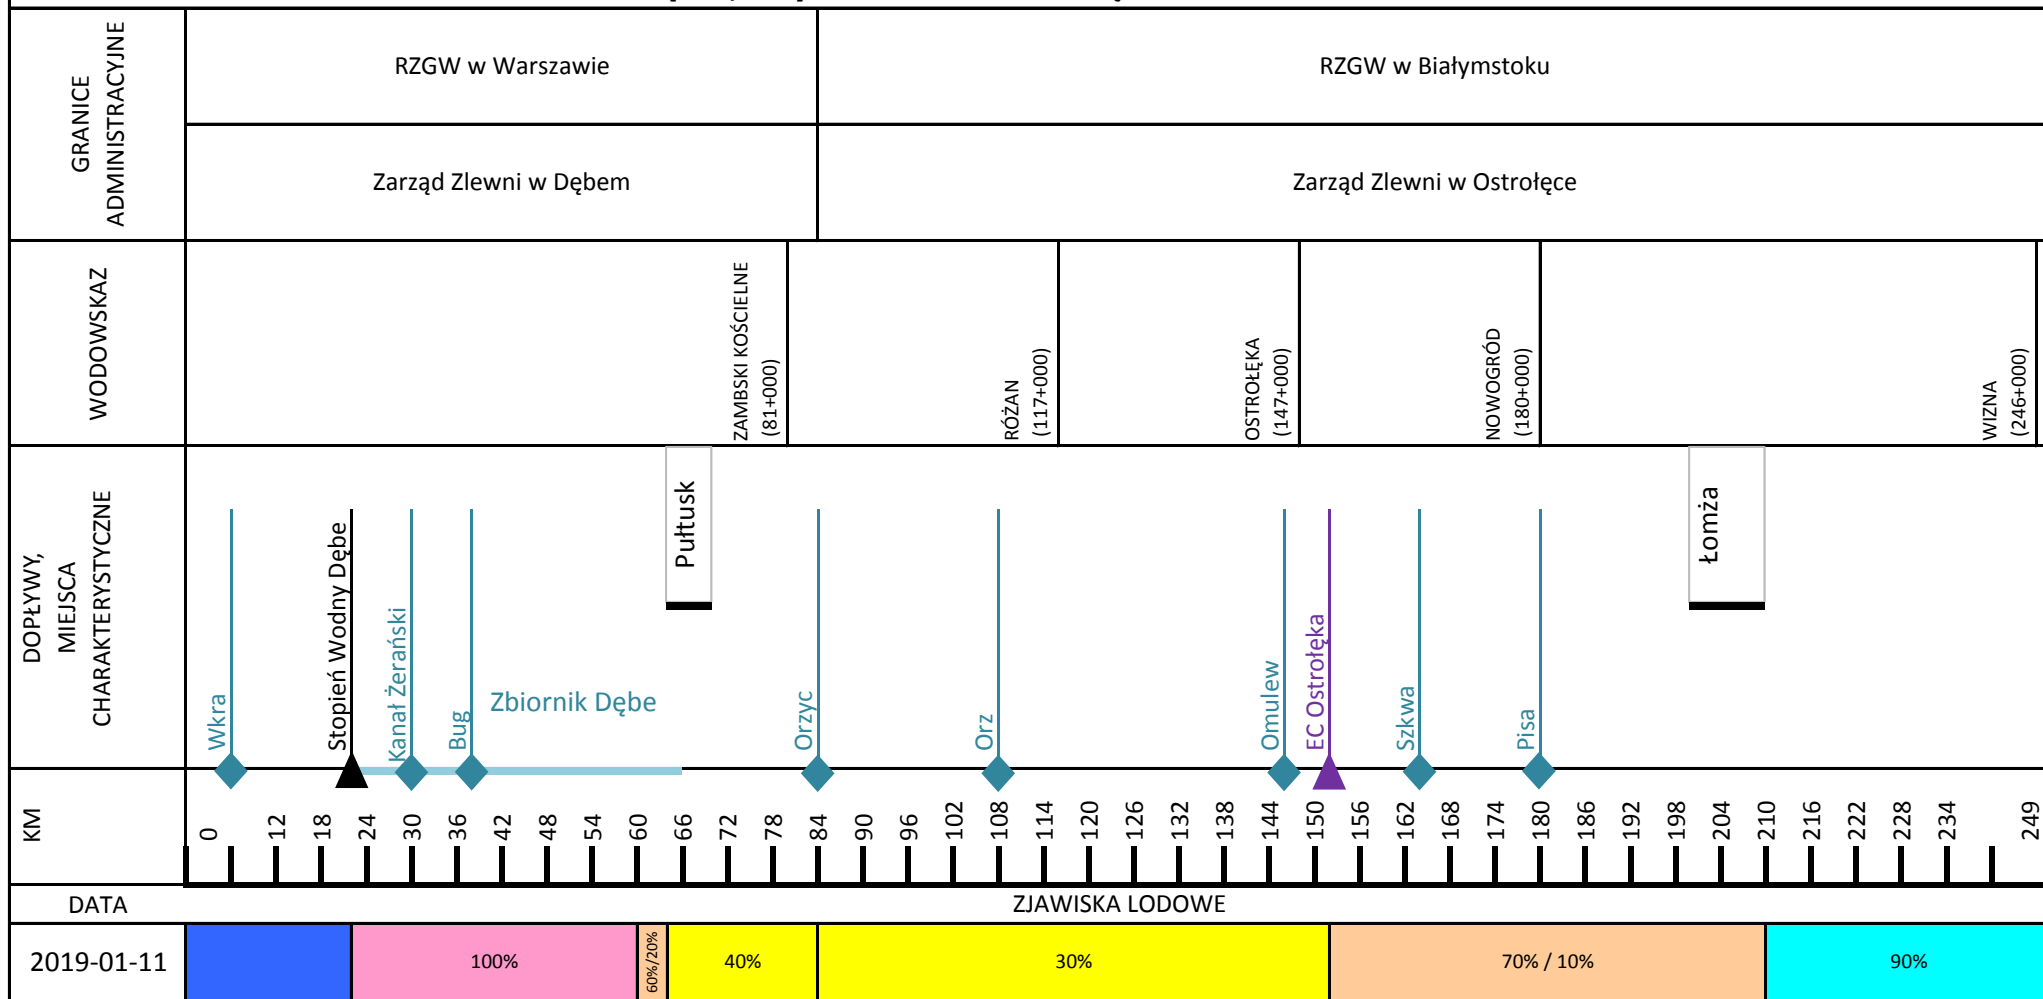 GRANICE
ADMINISTRACYJNE
RZGW w Warszawie
RZGW w Białymstoku
Zarząd Zlewni w Dębem
Zarząd Zlewni w Ostrołęce
WODOWSKAZ
ZAMBSKI KOŚCIELNE
(81+000)
RÓŻAN
(117+000)
OSTROŁĘKA
(147+000)
NOWOGRÓD
(180+000)
WIZNA
(246+000)
DOPŁYWY,
MIEJSCA
CHARAKTERYSTYCZNE
Wkra
Stopień Wodny Dębe
Kanał Żerański
Bug
Zbiornik Dębe
Pułtusk
Orzyc
Orz
Omulew
EC Ostrołęka
Szkwa
Pisa
Łomża
KM
0 12 18 24 30 36 42 48 54 60 66 72 78 84 90 96 102 108 114 120 126 132 138 144 150 156 162 168 174 180 186 192 198 204 210 216 222 228 234 249
DATA
ZJAWISKA LODOWE
2019-01-11
100%
60%/20%
40%
30%
70% / 10%
90%